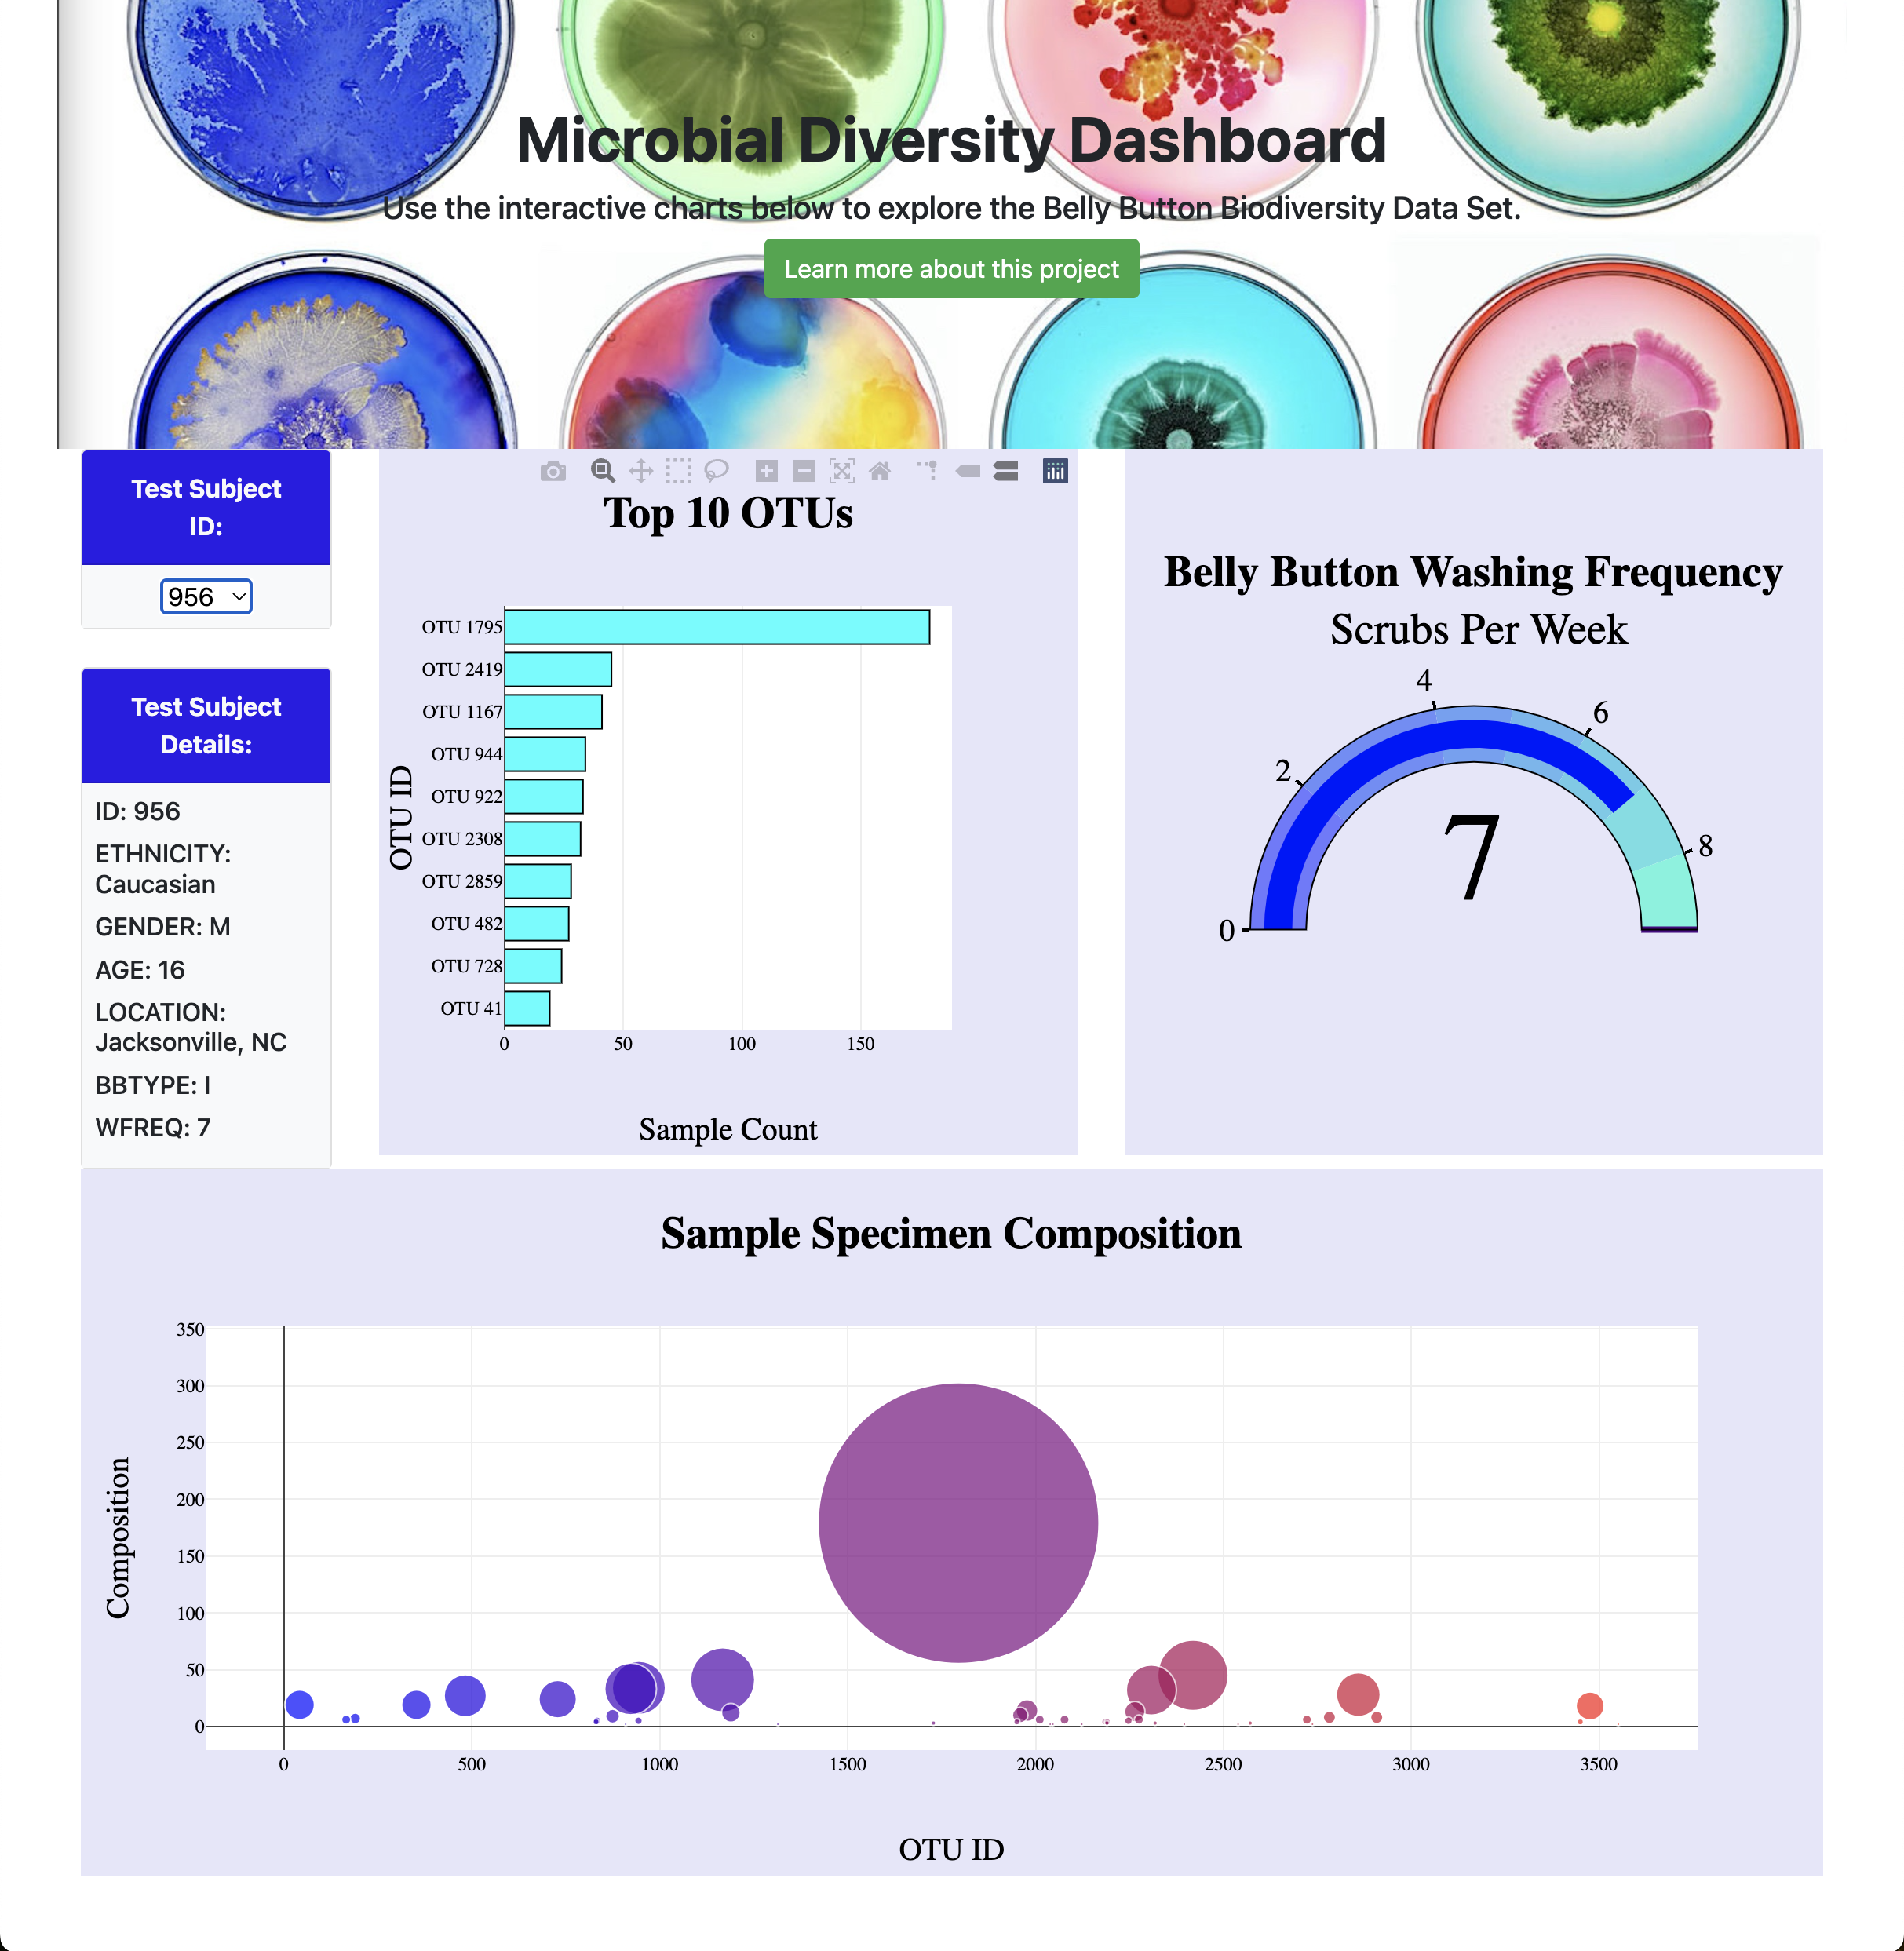 Microbial Diversity Dashboard
Use the interactive charts below to explore the Belly Button Biodiversity Data Set.
Learn more about this project
Test Subject
ID:
956
Test Subject
Details:
ID: 956
ETHNICITY:
Caucasian
GENDER: M
AGE: 16
LOCATION:
Jacksonville, NC
BBTYPE: I
WFREQ: 7
Top 10 OTUs
OTU ID
OTU 1795
OTU 2419
OTU 1167
OTU 944
OTU 922
OTU 2308
OTU 2859
OTU 482
OTU 728
OTU 41
0 50 100 150
Sample Count
Belly Button Washing Frequency
Scrubs Per Week
0
2
4
6
8
7
Sample Specimen Composition
Composition
350
300
250
200
150
100
50
0
0 500 1000 1500 2000 2500 3000 3500
OTU ID